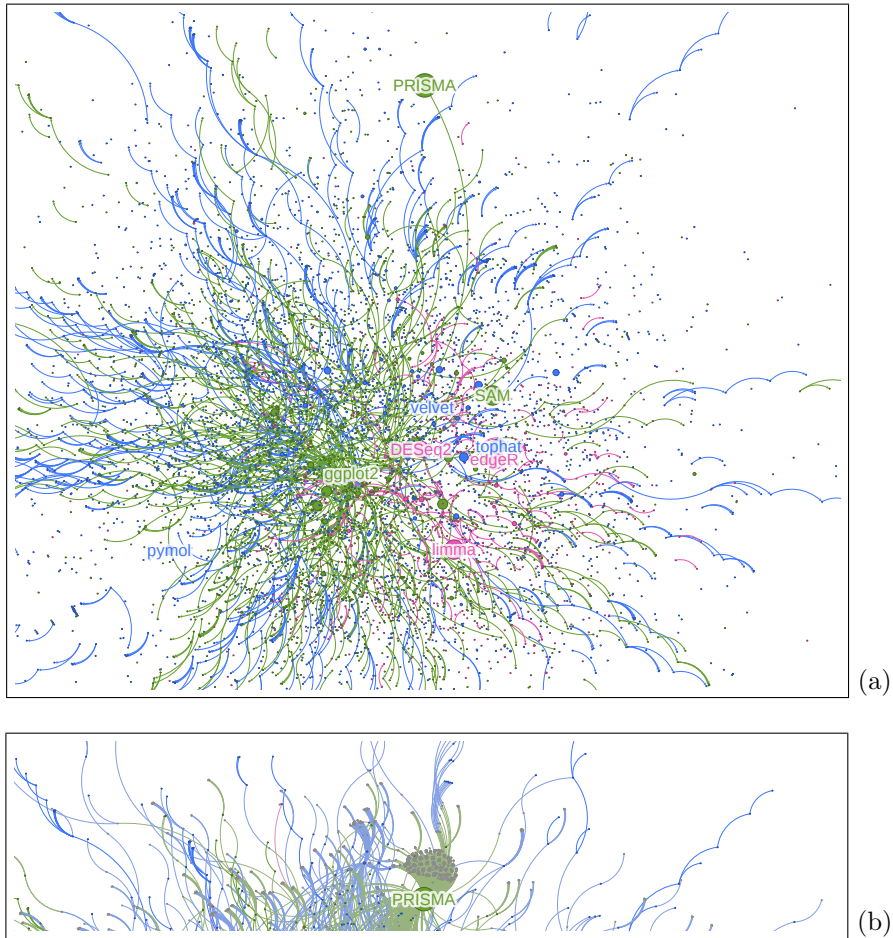 PRISMA
SAM
velvet
DESeq2
tophat
edgeR
ggplot2
pymol
limma
(a)
PRISMA
(b)